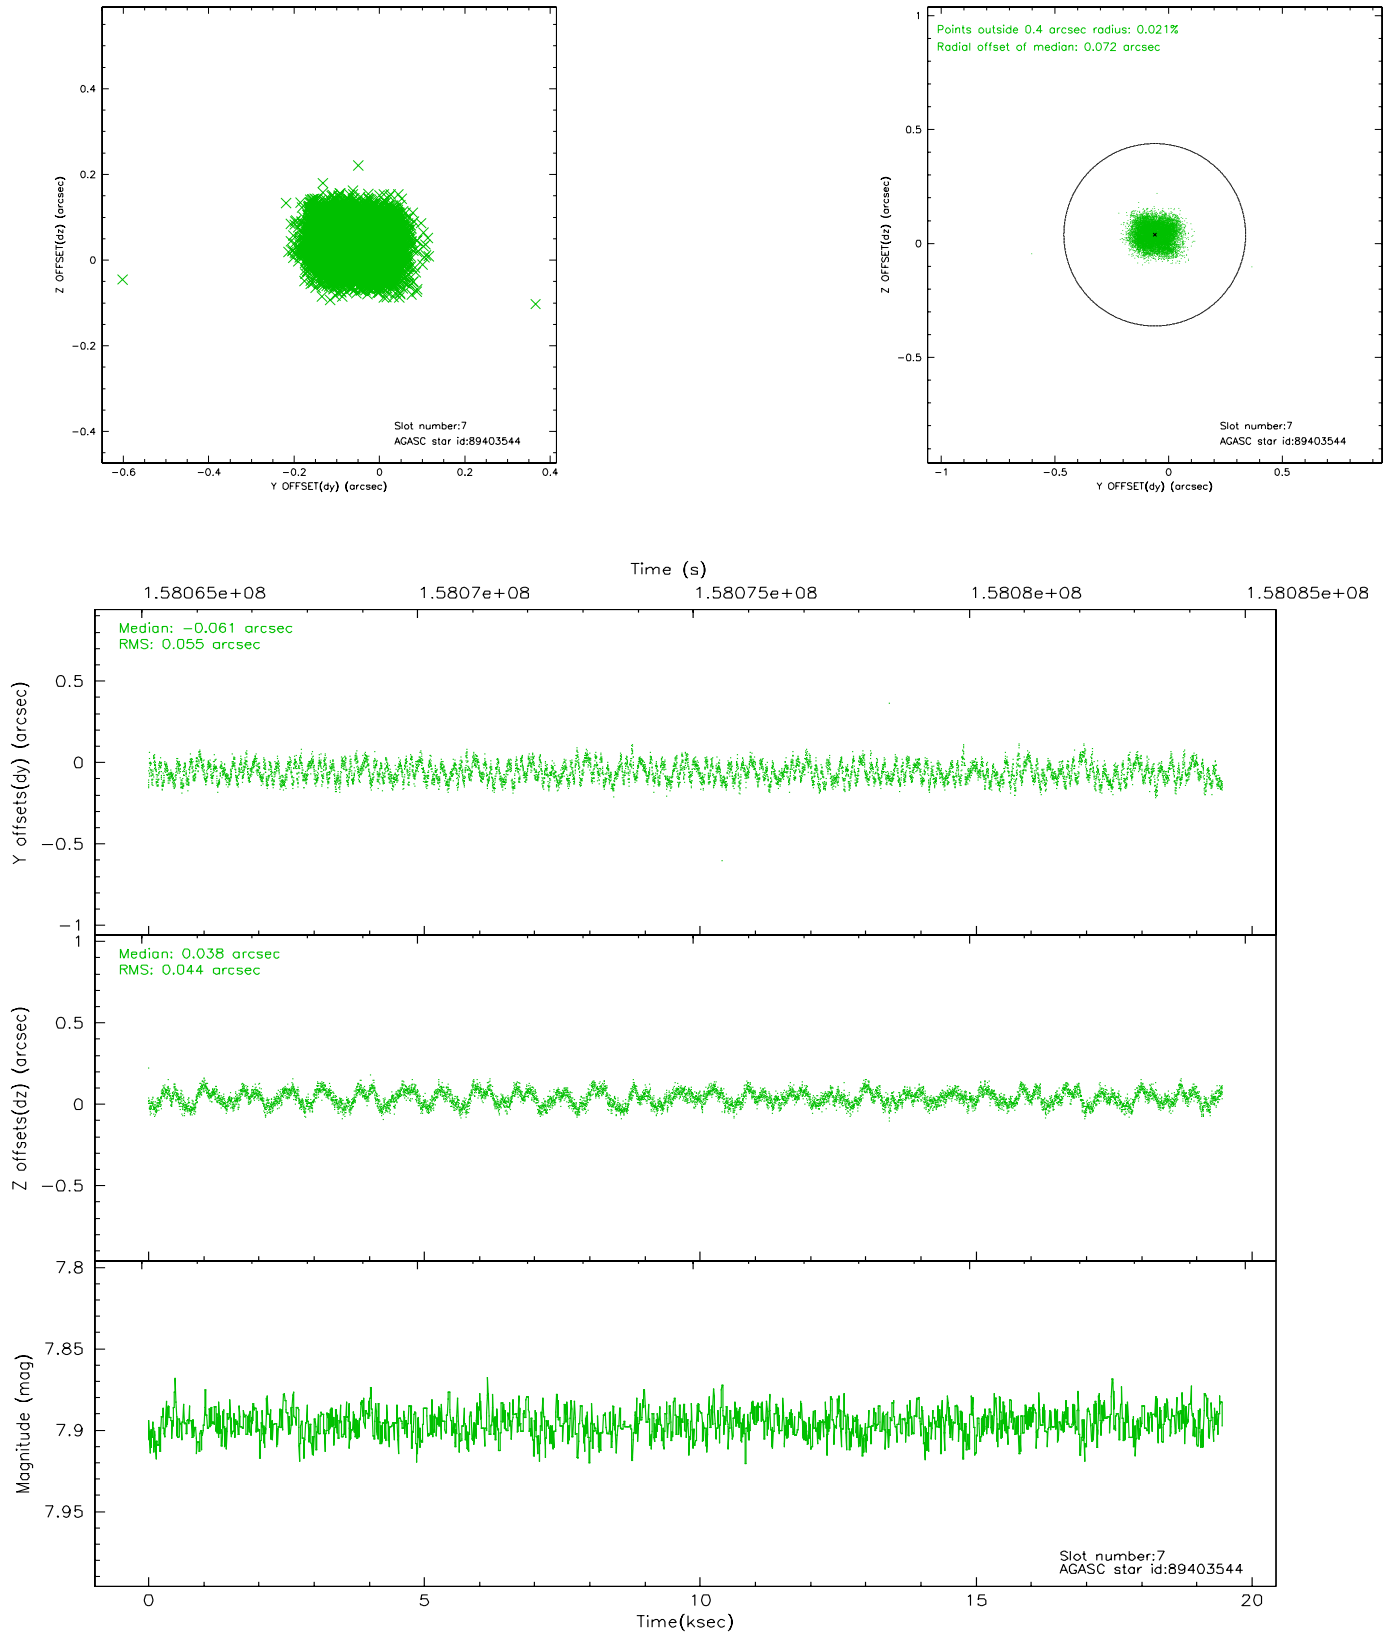 0.4
0.2
0
−0.2
−0.4
Z OFFSET(dz) (arcsec)
Slot number:7
AGASC star id:89403544
−0.6 −0.4 −0.2 0 0.2 0.4
Y OFFSET(dy) (arcsec)
Points outside 0.4 arcsec radius: 0.021%
Radial offset of median: 0.072 arcsec
1
0.5
0
−0.5
Z OFFSET(dz) (arcsec)
Slot number:7
AGASC star id:89403544
−1 −0.5 0 0.5
Y OFFSET(dy) (arcsec)
Time (s)
1.58065e+08 1.5807e+08 1.58075e+08 1.5808e+08 1.58085e+08
Median: −0.061 arcsec
RMS: 0.055 arcsec
0.5
0
−0.5
−1
Y offsets(dy) (arcsec)
Median: 0.038 arcsec
RMS: 0.044 arcsec
1
0.5
0
−0.5
Z offsets(dz) (arcsec)
7.8
7.85
7.9
7.95
Magnitude (mag)
Slot number:7
AGASC star id:89403544
0 5 10 15 20
Time(ksec)